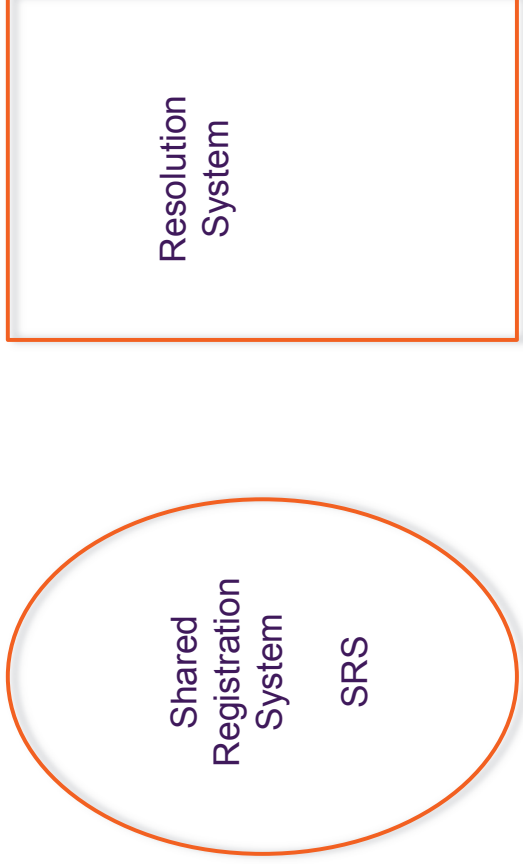 Shared
Registration
System
SRS
Resolution
System